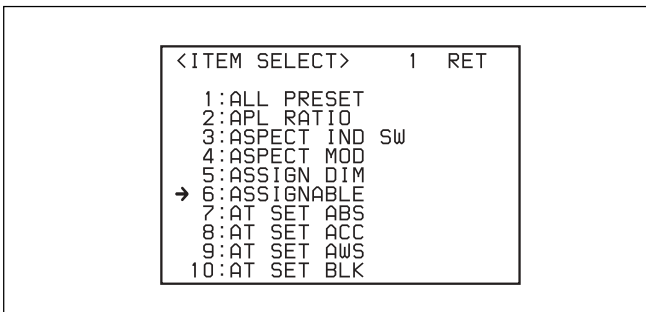 <ITEM SELECT> 1 RET
1:ALL PRESET
2:APL RATIO
3:ASPECT IND SW
4:ASPECT MOD
5:ASSIGN DIM
→ 6:ASSIGNABLE
7:AT SET ABS
8:AT SET ACC
9:AT SET AWS
10:AT SET BLK